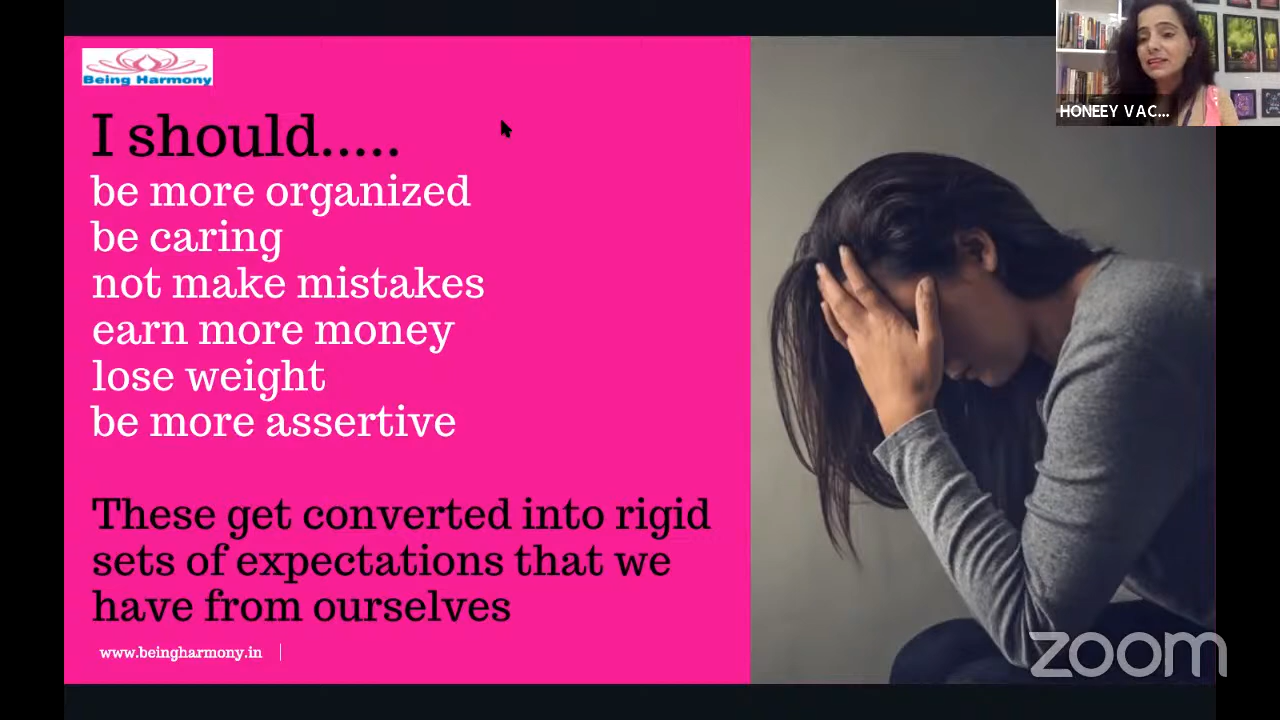 Being Harmony
HONEEY VAC...
I should.....
be more organized
be caring
not make mistakes
earn more money
lose weight
be more assertive
These get converted into rigid
sets of expectations that we
have from ourselves
www.beingharmony.in
zoom